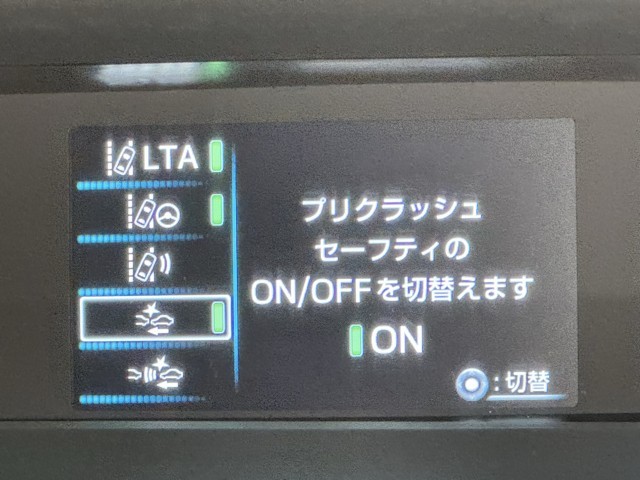 LTA
プリクラッシュ
セーフティの
ON/OFFを切替えます
ON
:切替